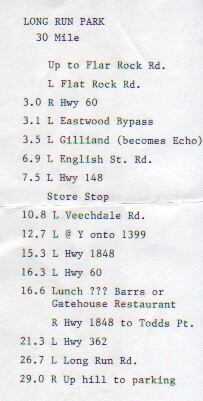 LONG RUN PARK
30 Mile
Up to Flar Rock Rd.
L Flat Rock Rd.
3.0 R Hwy 60
3.1 L Eastwood Bypass
3.5 L Gilliand (becomes Echo)
6.9 L English St. Rd.
7.5 L Hwy 148
Store Stop
10.8 L Veechdale Rd.
12.7 L @ Y onto 1399
15.3 L Hwy 1848
16.3 L Hwy 60
16.6 Lunch ??? Barrs or
Gatehouse Restaurant
R Hwy 1848 to Todds Pt.
21.3 L Hwy 362
26.7 L Long Run Rd.
29.0 R Up hill to parking